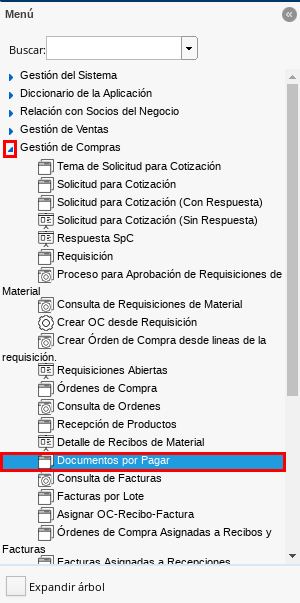 Menú
Buscar:
Gestión del Sistema
Diccionario de la Aplicación
Relación con Socios del Negocio
Gestión de Ventas
Gestión de Compras
Tema de Solicitud para Cotización
Solicitud para Cotización
Solicitud para Cotización (Con Respuesta)
Solicitud para Cotización (Sin Respuesta)
Respuesta SpC
Requisición
Proceso para Aprobación de Requisiciones de
Material
Consulta de Requisiciones de Material
Crear OC desde Requisición
Crear Órden de Compra desde lineas de la
requisición.
Requisiciones Abiertas
Órdenes de Compra
Consulta de Ordenes
Recepción de Productos
Detalle de Recibos de Material
Documentos por Pagar
Consulta de Facturas
Facturas por Lote
Asignar OC-Recibo-Factura
Órdenes de Compra Asignadas a Recibos y
Facturas
Facturas Asignadas a Recepciones
Expandir árbol